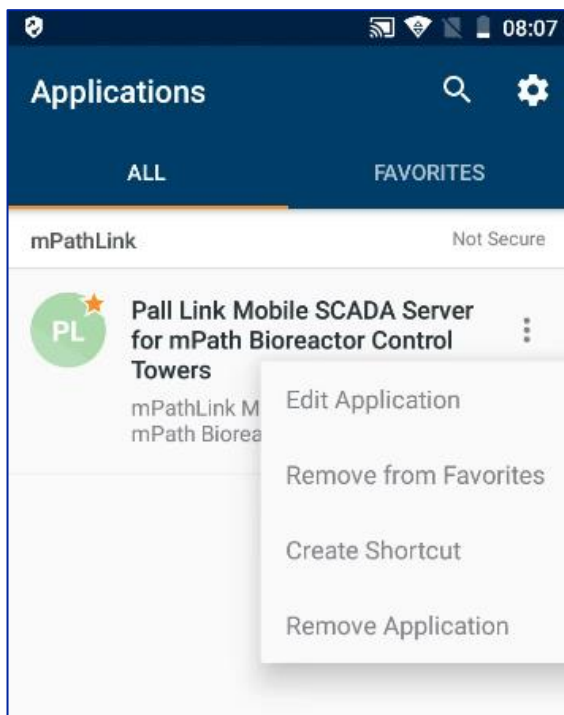 08:07
Applications
ALL FAVORITES
mPathLink Not Secure
PL
Pall Link Mobile SCADA Server
for mPath Bioreactor Control
Towers
mPathLink M
mPath Biorea
Edit Application
Remove from Favorites
Create Shortcut
Remove Application